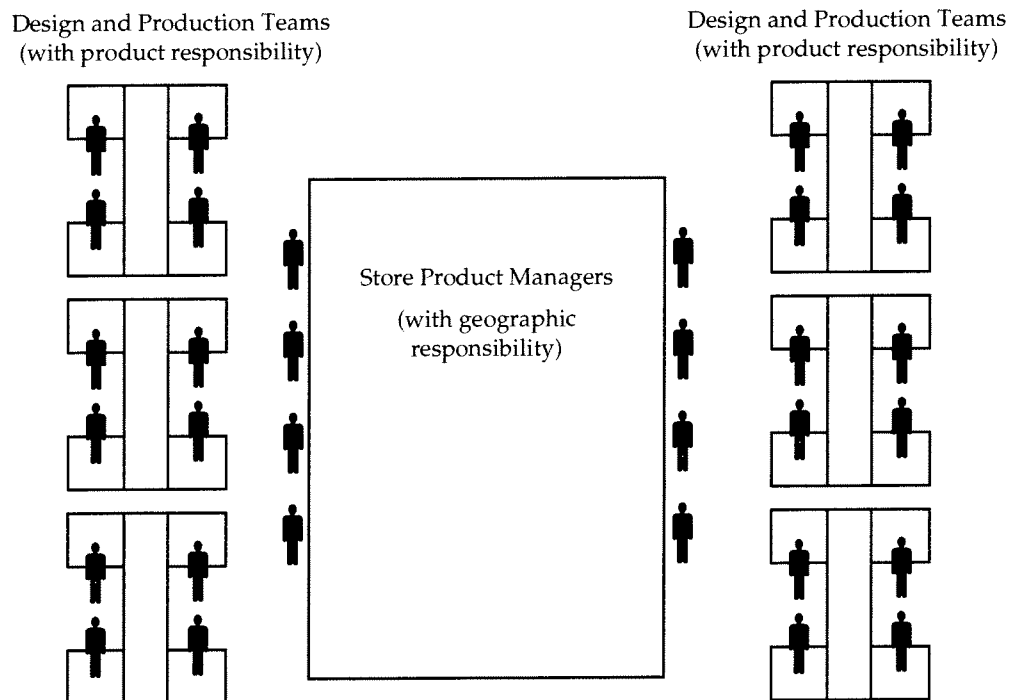 Design and Production Teams
(with product responsibility)
Design and Production Teams
(with product responsibility)
Store Product Managers
(with geographic
responsibility)